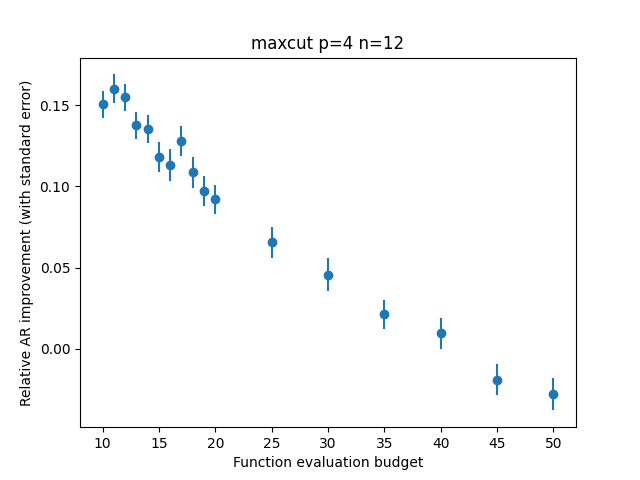 maxcut p=4 n=12
Relative AR improvement (with standard error)
0.15
0.10
0.05
0.00
10 15 20 25 30 35 40 45 50
Function evaluation budget